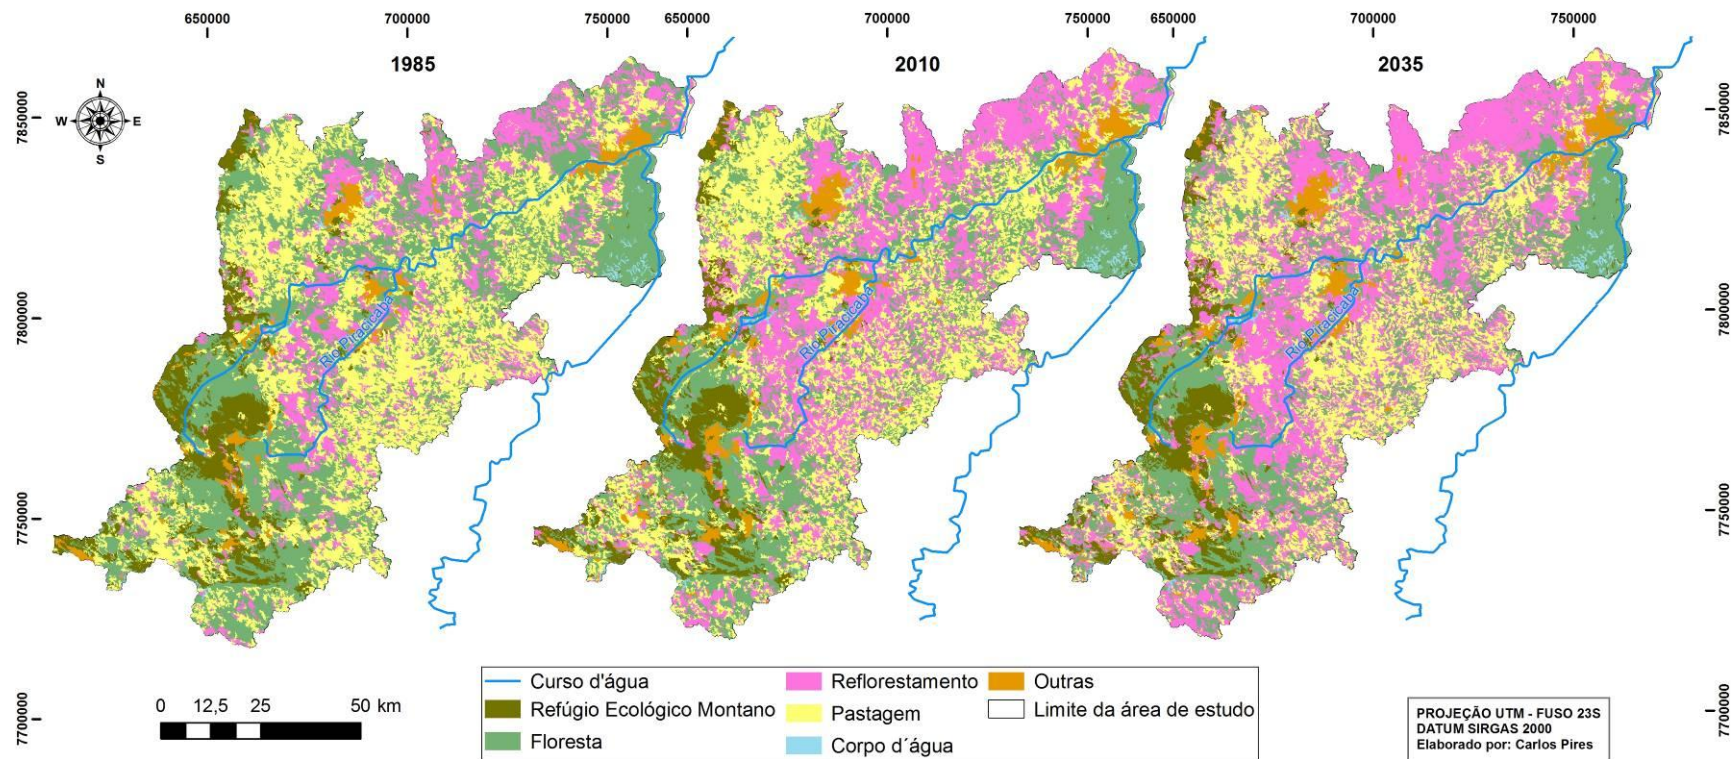 650000 700000 750000 650000 700000 750000 650000 700000 750000
1985 2010 2035
N
W E
S
7850000 7850000
7800000 7800000
7750000 7750000
7700000 7700000
Rio Piracicaba Rio Piracicaba Rio Piracicaba
0 12,5 25 50 km
Curso d'água Reflorestamento Outras
Refúgio Ecológico Montano Pastagem Limite da área de estudo
Floresta Corpo d´água
PROJEÇÃO UTM - FUSO 23S
DATUM SIRGAS 2000
Elaborado por: Carlos Pires